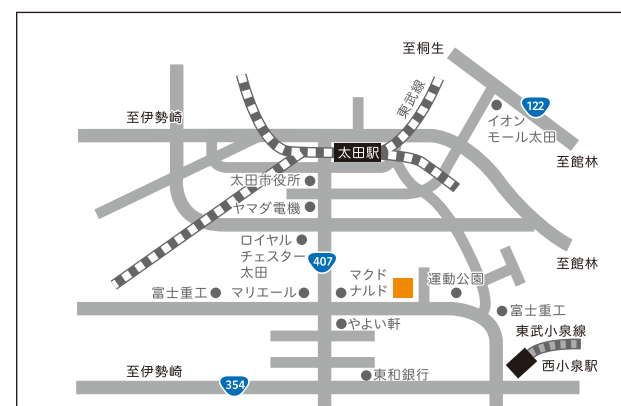 至桐生
東武線
122
至伊勢崎
イオン
モール太田
太田駅
至館林
太田市役所
ヤマダ電機
ロイヤル
チェスター
太田
407
至館林
マクド
ナルド
運動公園
富士重工
マリエール
富士重工
やよい軒
東武小泉線
西小泉駅
至伊勢崎
東和銀行
354